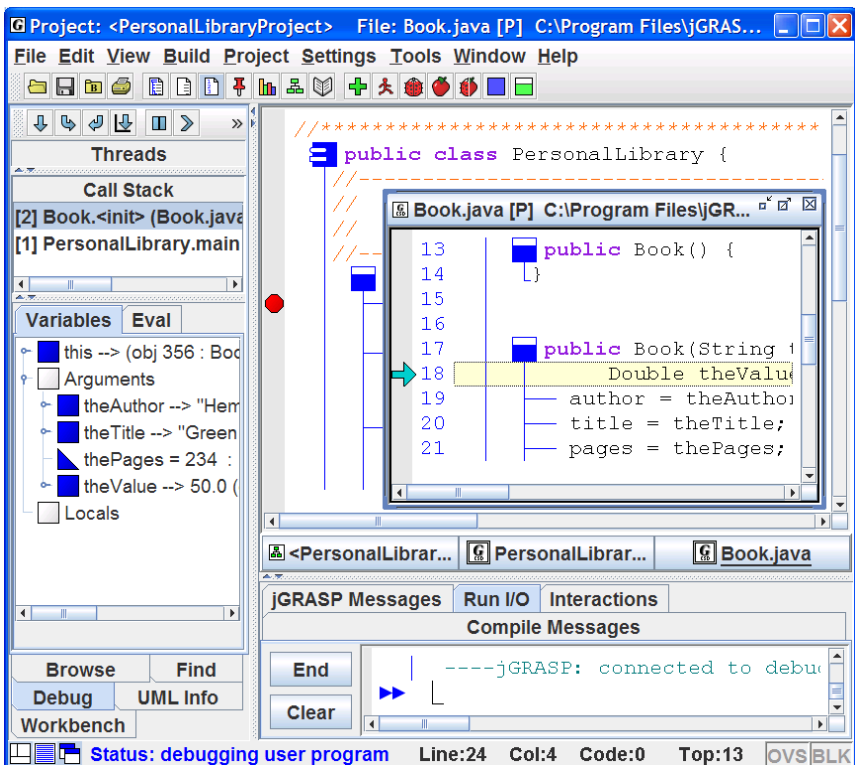 Project: <PersonalLibraryProject> File: Book.java [P] C:\Program Files\jGRAS...
File Edit View Build Project Settings Tools Window Help
»
Threads
Call Stack
[2] Book.<init> (Book.java
[1] PersonalLibrary.main
Variables Eval
this --> (obj 356 : Boo
Arguments
theAuthor --> "Hem
theTitle --> "Green
thePages = 234 :
theValue --> 50.0 (
Locals
Browse Find
Debug UML Info
Workbench
//***************************************
public class PersonalLibrary {
//------------------------------------
//
//
//--
Book.java [P] C:\Program Files\jGR...
13 public Book() {
14 }
15
16
17 public Book(String t
18 Double theValue
19 author = theAuthor
20 title = theTitle;
21 pages = thePages;
<PersonalLibrar... PersonalLibrar... Book.java
jGRASP Messages Run I/O Interactions
Compile Messages
End
Clear
----jGRASP: connected to debug
Status: debugging user program Line:24 Col:4 Code:0 Top:13 OVS BLK